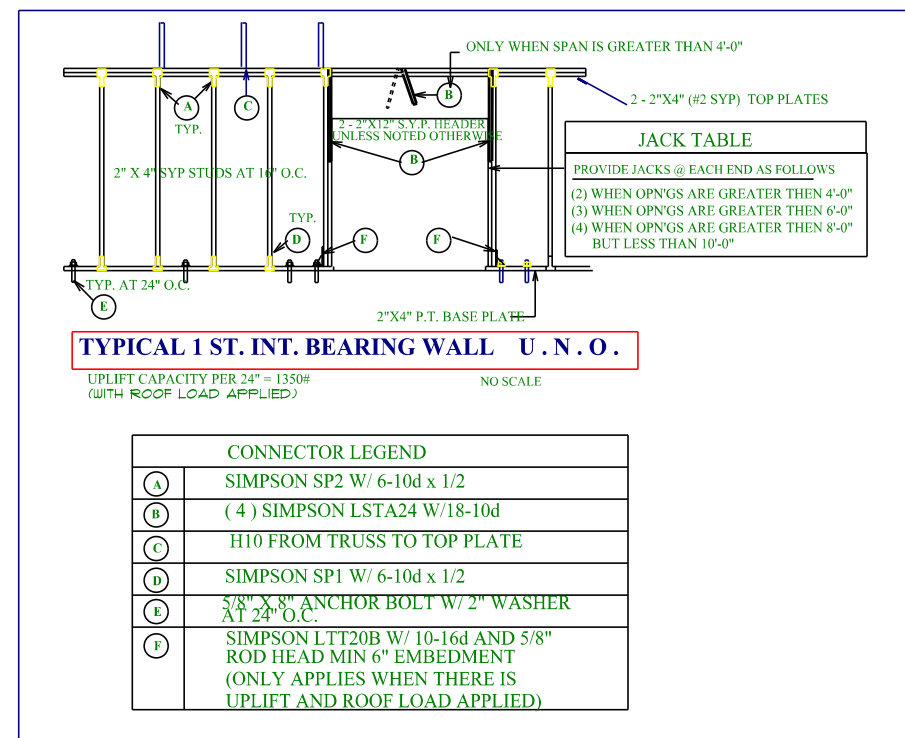 ONLY WHEN SPAN IS GREATER THAN 4'-0"
A
C
B
TYP.
2 - 2"X4" (#2 SYP) TOP PLATES
2 - 2"X12" S.Y.P. HEADER
UNLESS NOTED OTHERWISE
B
2" X 4" SYP STUDS AT 16" O.C.
JACK TABLE
PROVIDE JACKS @ EACH END AS FOLLOWS
(2) WHEN OPN'GS ARE GREATER THEN 4'-0"
(3) WHEN OPN'GS ARE GREATER THEN 6'-0"
(4) WHEN OPN'GS ARE GREATER THEN 8'-0"
BUT LESS THAN 10'-0"
TYP.
D
F
F
TYP. AT 24" O.C.
E
2"X4" P.T. BASE PLATE
TYPICAL 1 ST. INT. BEARING WALL U . N . O .
UPLIFT CAPACITY PER 24" = 1350#
(WITH ROOF LOAD APPLIED)
NO SCALE
CONNECTOR LEGEND
A SIMPSON SP2 W/ 6-10d x 1/2
B ( 4 ) SIMPSON LSTA24 W/18-10d
C H10 FROM TRUSS TO TOP PLATE
D SIMPSON SP1 W/ 6-10d x 1/2
E 5/8" X 8" ANCHOR BOLT W/ 2" WASHER
AT 24" O.C.
F SIMPSON LTT20B W/ 10-16d AND 5/8"
ROD HEAD MIN 6" EMBEDMENT
(ONLY APPLIES WHEN THERE IS
UPLIFT AND ROOF LOAD APPLIED)